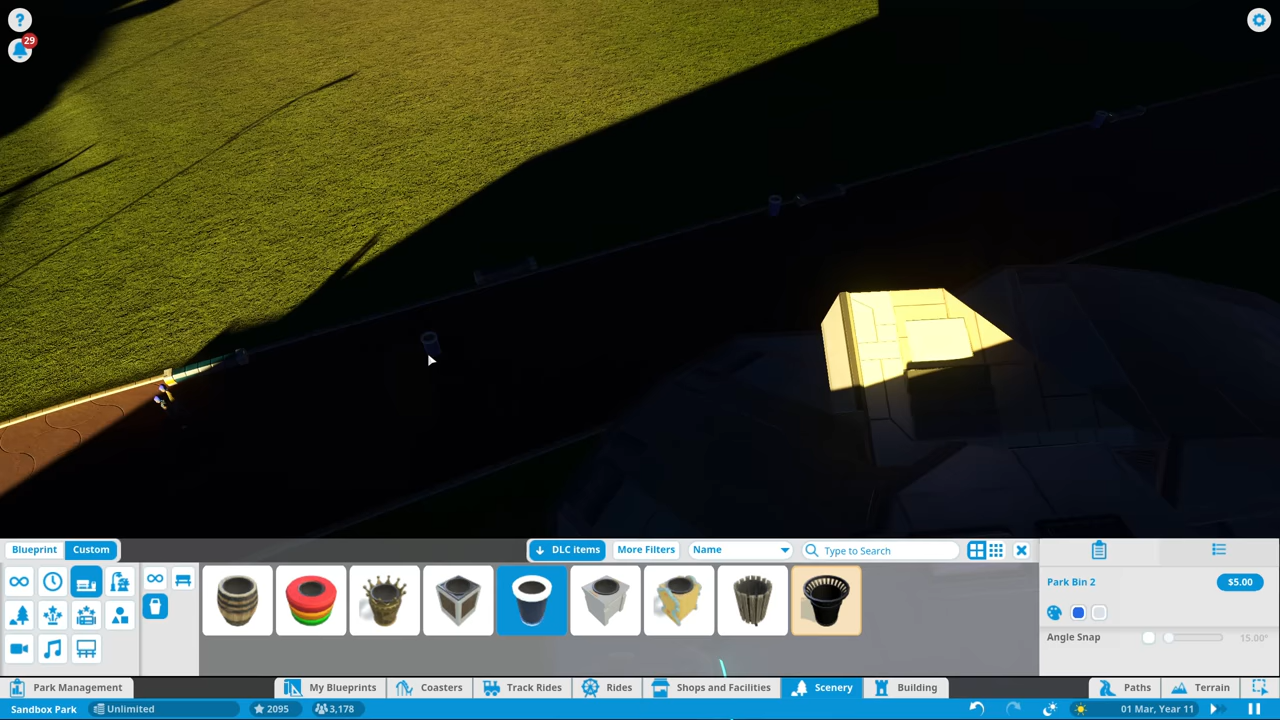 ?
29
Blueprint Custom DLC items More Filters Name Type to Search
Park Bin 2 $5.00
Angle Snap 15.00°
Park Management My Blueprints Coasters Track Rides Rides Shops and Facilities Scenery Building Paths Terrain
Sandbox Park Unlimited 2095 3,178 01 Mar, Year 11